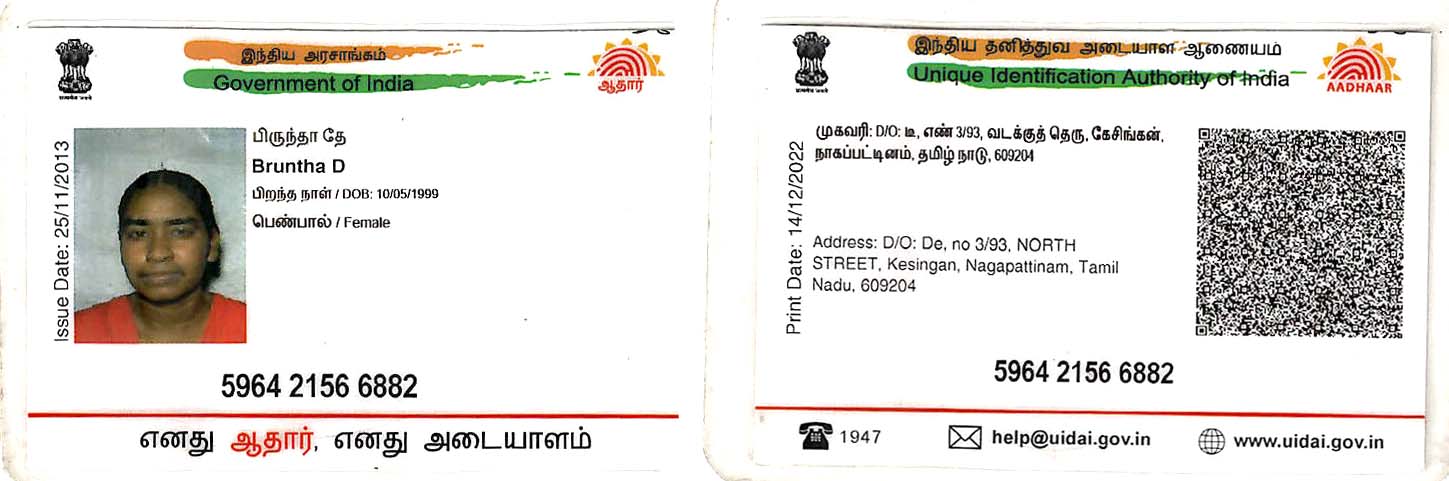 இந்திய அரசாங்கம்
Government of India
ஆதார்
Issue Date: 25/11/2013
பிருந்தா தே
Bruntha D
பிறந்த நாள் / DOB: 10/05/1999
பெண்பால் / Female
5964 2156 6882
எனது ஆதார், எனது அடையாளம்
இந்திய தனித்துவ அடையாள ஆணையம்
Unique Identification Authority of India
AADHAAR
Print Date: 14/12/2022
முகவரி: D/O: டி, எண் 3/93, வடக்குத் தெரு, கேசிங்கன்,
நாகப்பட்டினம், தமிழ் நாடு, 609204
Address: D/O: De, no 3/93, NORTH
STREET, Kesingan, Nagapattinam, Tamil
Nadu, 609204
5964 2156 6882
1947
help@uidai.gov.in
www.uidai.gov.in